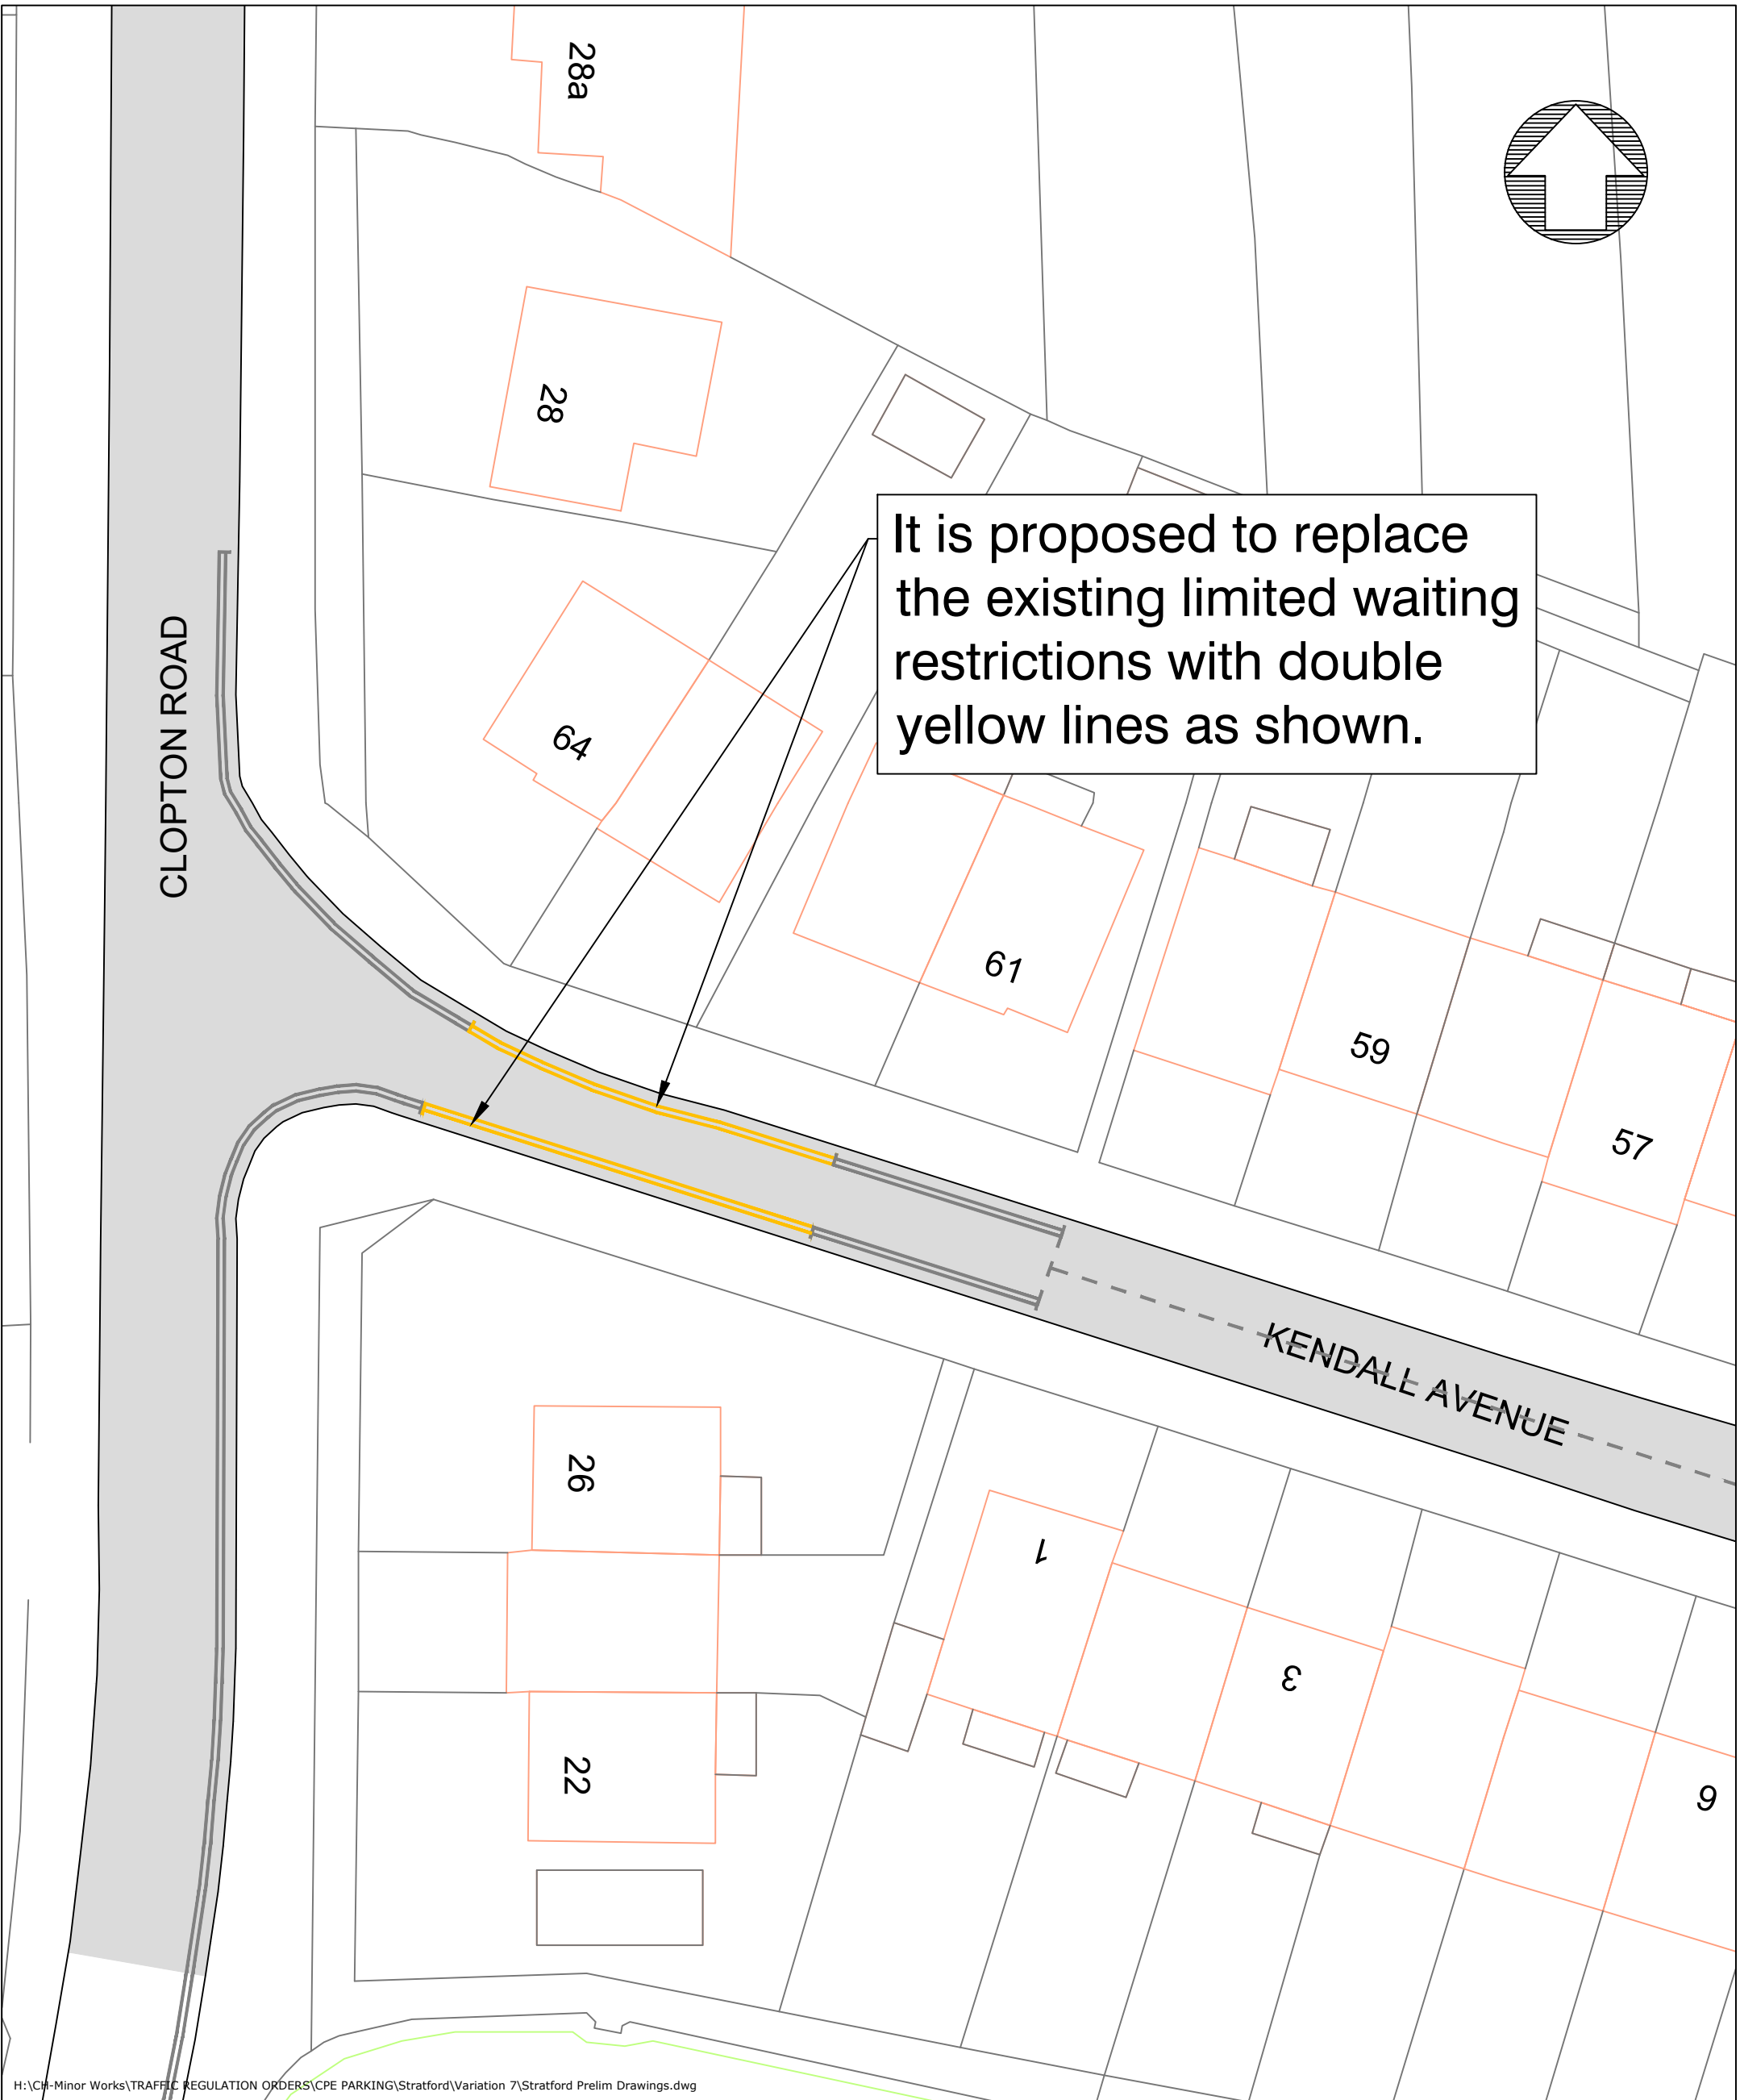 28a
28
It is proposed to replace
the existing limited waiting
restrictions with double
yellow lines as shown.
CLOPTON ROAD
64
61
59
57
KENDALL AVENUE
26
1
3
22
9
H:\CH-Minor Works\TRAFFIC REGULATION ORDERS\CPE PARKING\Stratford\Variation 7\Stratford Prelim Drawings.dwg